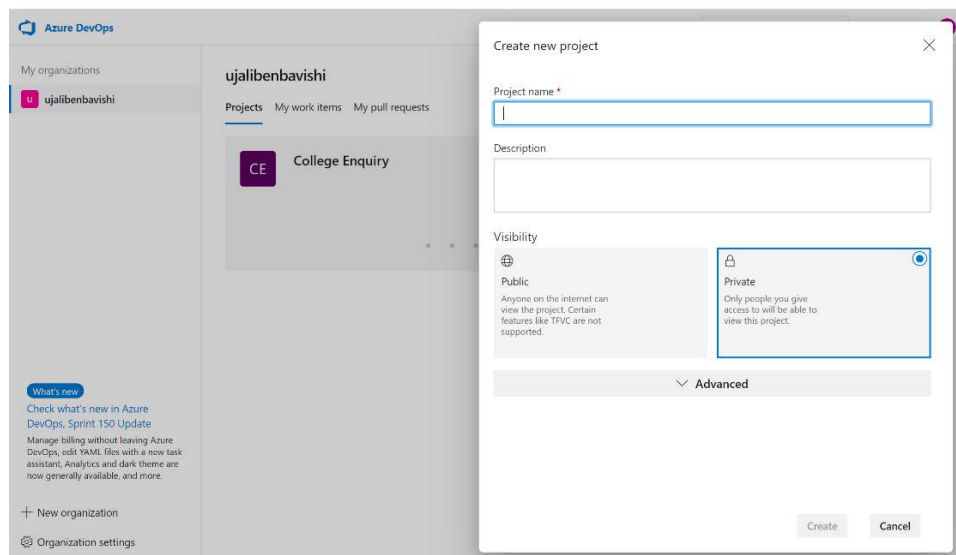 Azure DevOps
My organizations
u ujalibenbavishi
ujalibenbavishi
Projects My work items My pull requests
CE College Enquiry
What's new
Check what's new in Azure
DevOps, Sprint 150 Update
Manage billing without leaving Azure
DevOps, edit YAML files with a new task
assistant, Analytics and dark theme are
now generally available, and more.
New organization
Organization settings
Create new project
Project name *
Description
Visibility
Public
Anyone on the internet can
view the project. Certain
features like TFVC are not
supported.
Private
Only people you give
access to will be able to
view this project.
Advanced
Create Cancel